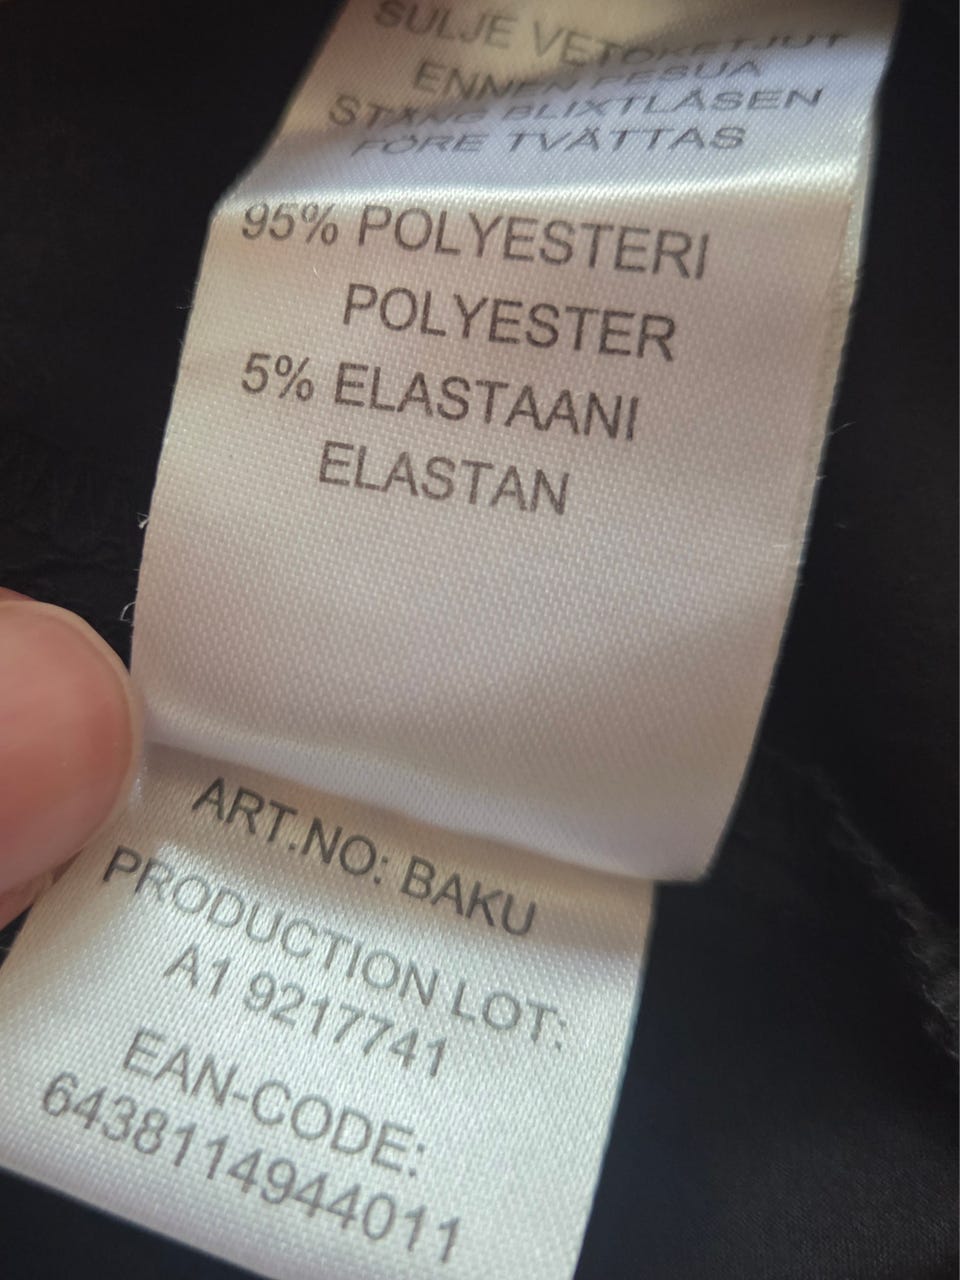 SULJE VETOKETJUT
ENNEN PESUA
STÄNG BLIXTLÅSEN
FÖRE TVÄTTAS
95% POLYESTERI
POLYESTER
5% ELASTAANI
ELASTAN
ART.NO: BAKU
PRODUCTION LOT:
A1 9217741
EAN-CODE:
6438114944011